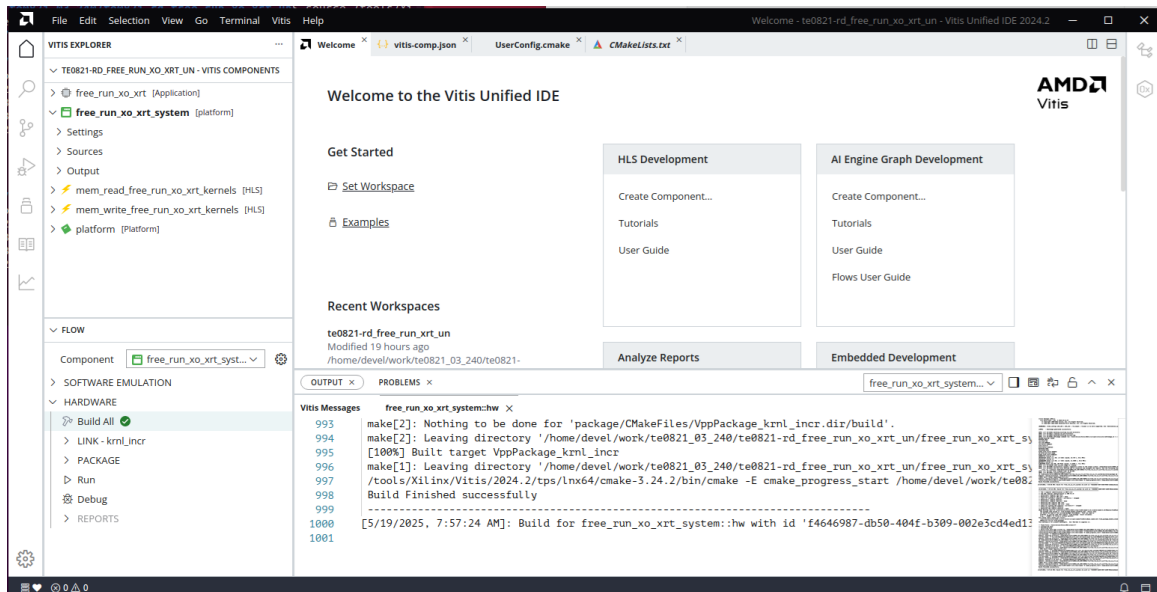 File Edit Selection View Go Terminal Vitis Help
Welcome - te0821-rd_free_run_xo_xrt_un - Vitis Unified IDE 2024.2
VITIS EXPLORER
TE0821-RD_FREE_RUN_XO_XRT_UN - VITIS COMPONENTS
free_run_xo_xrt [Application]
free_run_xo_xrt_system [platform]
Settings
Sources
Output
mem_read_free_run_xo_xrt_kernels [HLS]
mem_write_free_run_xo_xrt_kernels [HLS]
platform [Platform]
FLOW
Component free_run_xo_xrt_syst...
SOFTWARE EMULATION
HARDWARE
Build All
LINK - krnl_incr
PACKAGE
Run
Debug
REPORTS
Welcome vitis-comp.json UserConfig.cmake CMakeLists.txt
Welcome to the Vitis Unified IDE
AMD
Vitis
Get Started
Set Workspace
Examples
Recent Workspaces
te0821-rd_free_run_xrt_un
Modified 19 hours ago
/home/devel/work/te0821_03_240/te0821-
HLS Development
Create Component...
Tutorials
User Guide
AI Engine Graph Development
Create Component...
Tutorials
User Guide
Flows User Guide
Analyze Reports
Embedded Development
OUTPUT PROBLEMS
free_run_xo_xrt_system...
Vitis Messages free_run_xo_xrt_system::hw
993 make[2]: Nothing to be done for 'package/CMakeFiles/VppPackage_krnl_incr.dir/build'.
994 make[2]: Leaving directory '/home/devel/work/te0821_03_240/te0821-rd_free_run_xo_xrt_un/free_run_xo_xrt_sy
995 [100%] Built target VppPackage_krnl_incr
996 make[1]: Leaving directory '/home/devel/work/te0821_03_240/te0821-rd_free_run_xo_xrt_un/free_run_xo_xrt_sy
997 /tools/Xilinx/Vitis/2024.2/tps/lnx64/cmake-3.24.2/bin/cmake -E cmake_progress_start /home/devel/work/te082
998 Build Finished successfully
999 --------------------------------------------------------------------
1000 [5/19/2025, 7:57:24 AM]: Build for free_run_xo_xrt_system::hw with id 'f4646987-db50-404f-b309-002e3cd4ed13
1001
0 0